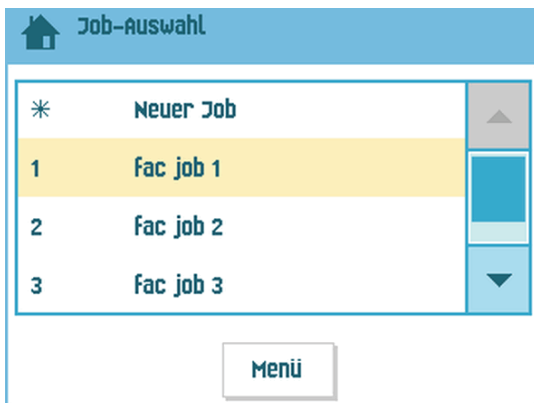 Job-Auswahl
* Neuer Job
1 fac job 1
2 fac job 2
3 fac job 3
Menü